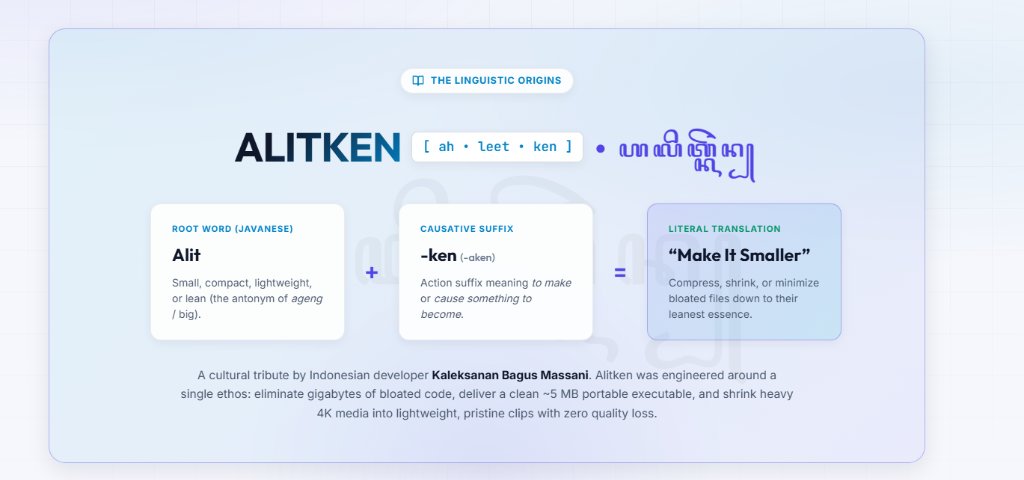 THE LINGUISTIC ORIGINS
ALITKEN [ ah • leet • ken ] • ꦲꦭꦶꦠ꧀ꦏꦺꦤ꧀
ROOT WORD (JAVANESE)
Alit
Small, compact, lightweight,
or lean (the antonym of ageng
/ big).
+
CAUSATIVE SUFFIX
-ken (-aken)
Action suffix meaning to make
or cause something to
become.
=
LITERAL TRANSLATION
“Make It Smaller”
Compress, shrink, or minimize
bloated files down to their
leanest essence.
A cultural tribute by Indonesian developer Kaleksanan Bagus Massani. Alitken was engineered around a
single ethos: eliminate gigabytes of bloated code, deliver a clean ~5 MB portable executable, and shrink heavy
4K media into lightweight, pristine clips with zero quality loss.